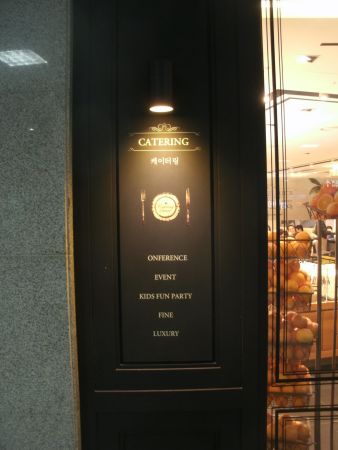 CATERING
케이터링
ONFERENCE
EVENT
KIDS FUN PARTY
FINE
LUXURY